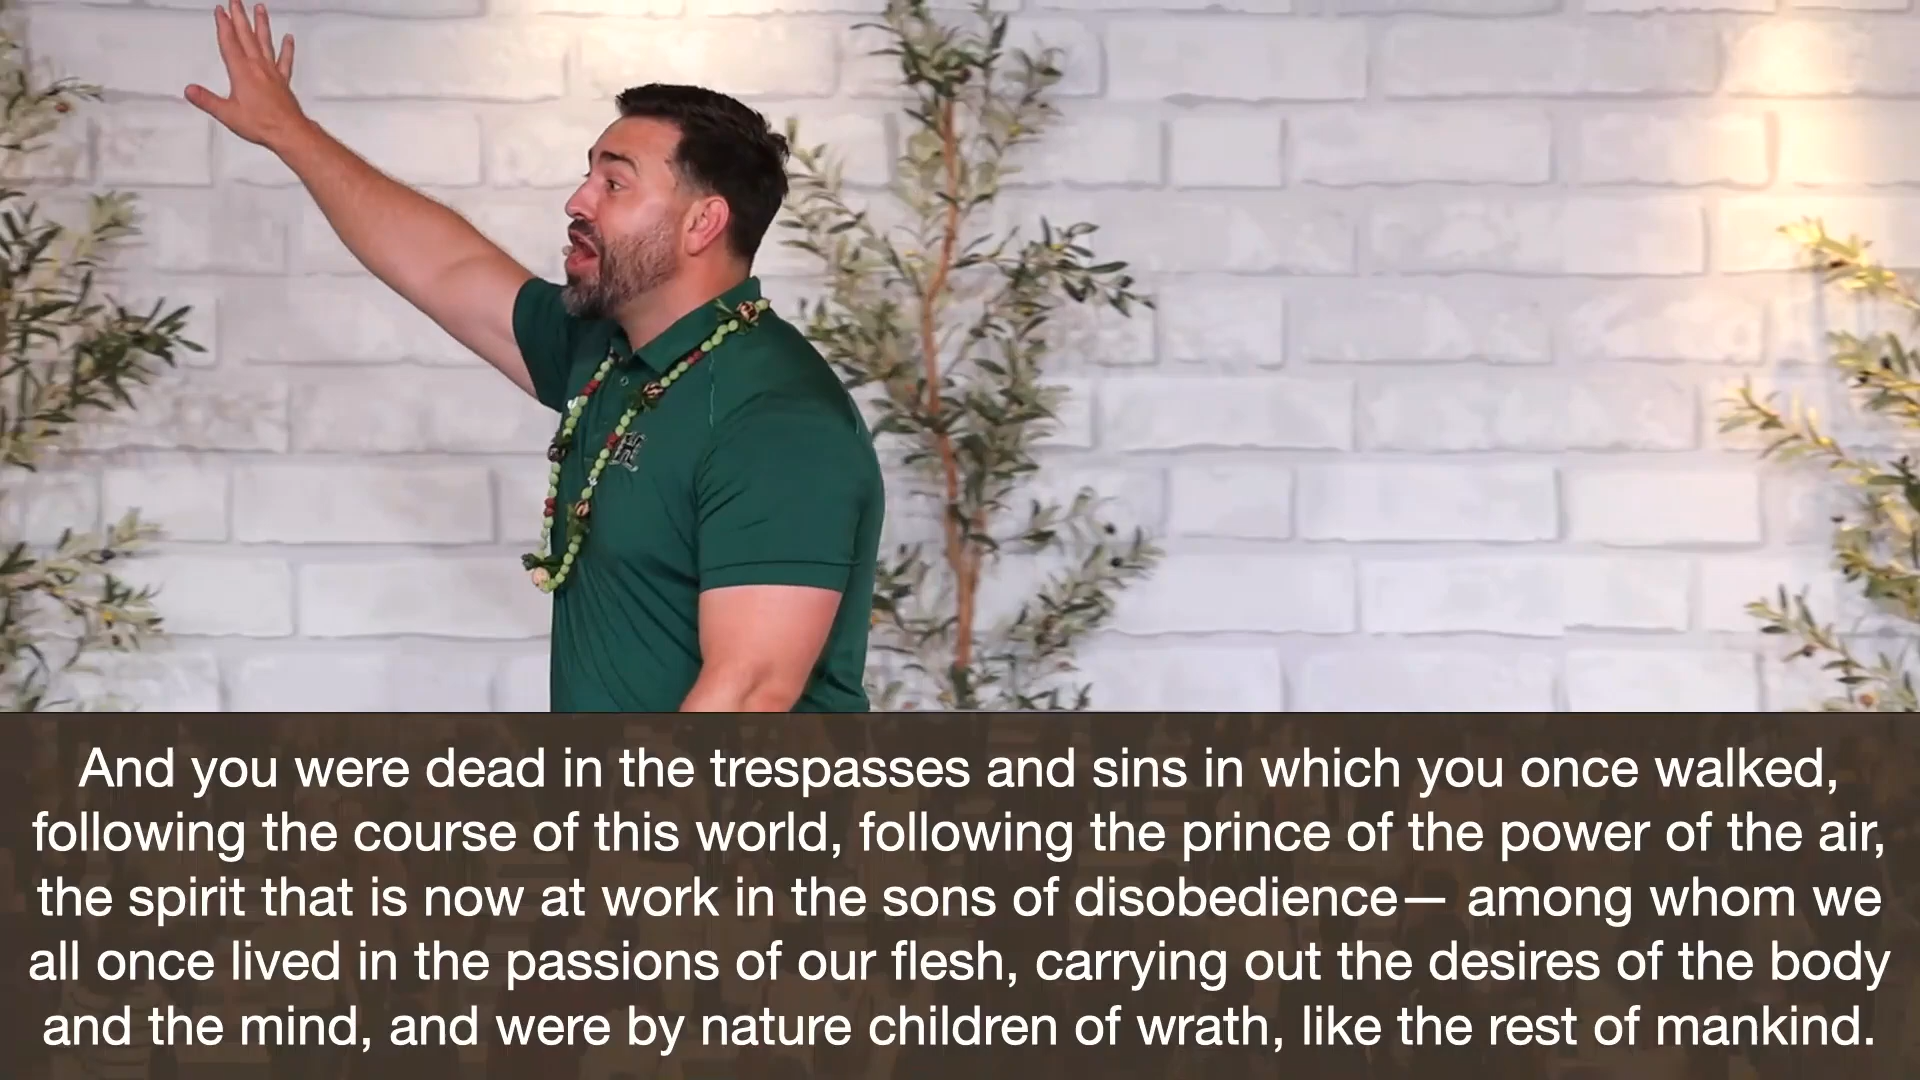 And you were dead in the trespasses and sins in which you once walked,
following the course of this world, following the prince of the power of the air,
the spirit that is now at work in the sons of disobedience— among whom we
all once lived in the passions of our flesh, carrying out the desires of the body
and the mind, and were by nature children of wrath, like the rest of mankind.